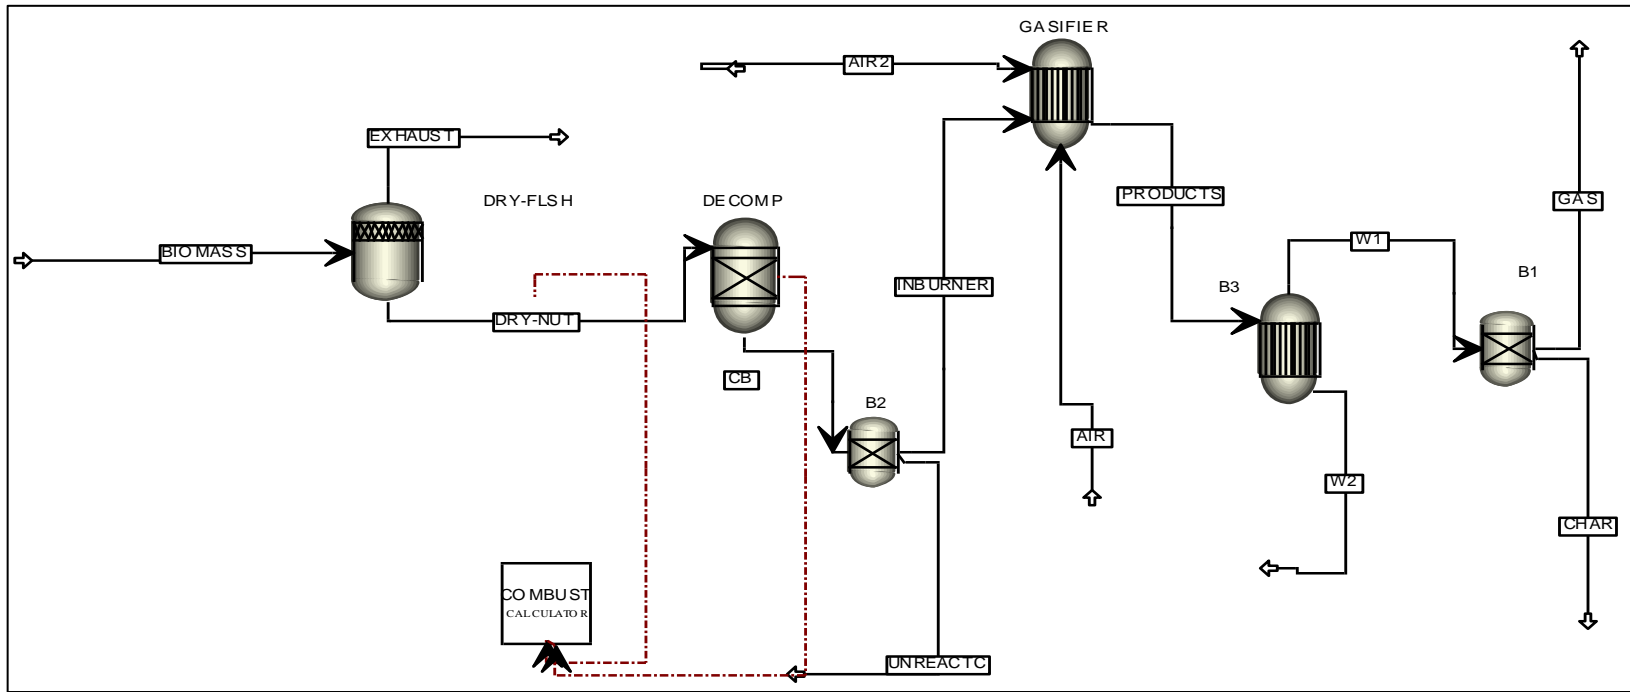 GASIFIER
AIR2
EXHAUST
DRY-FLSH
DECOMP
PRODUCTS
GAS
BIOMASS
W1
B1
INBURNER
B3
DRY-NUT
CB
B2
AIR
W2
CHAR
COMBUST
CALCULATOR
UNREACTC